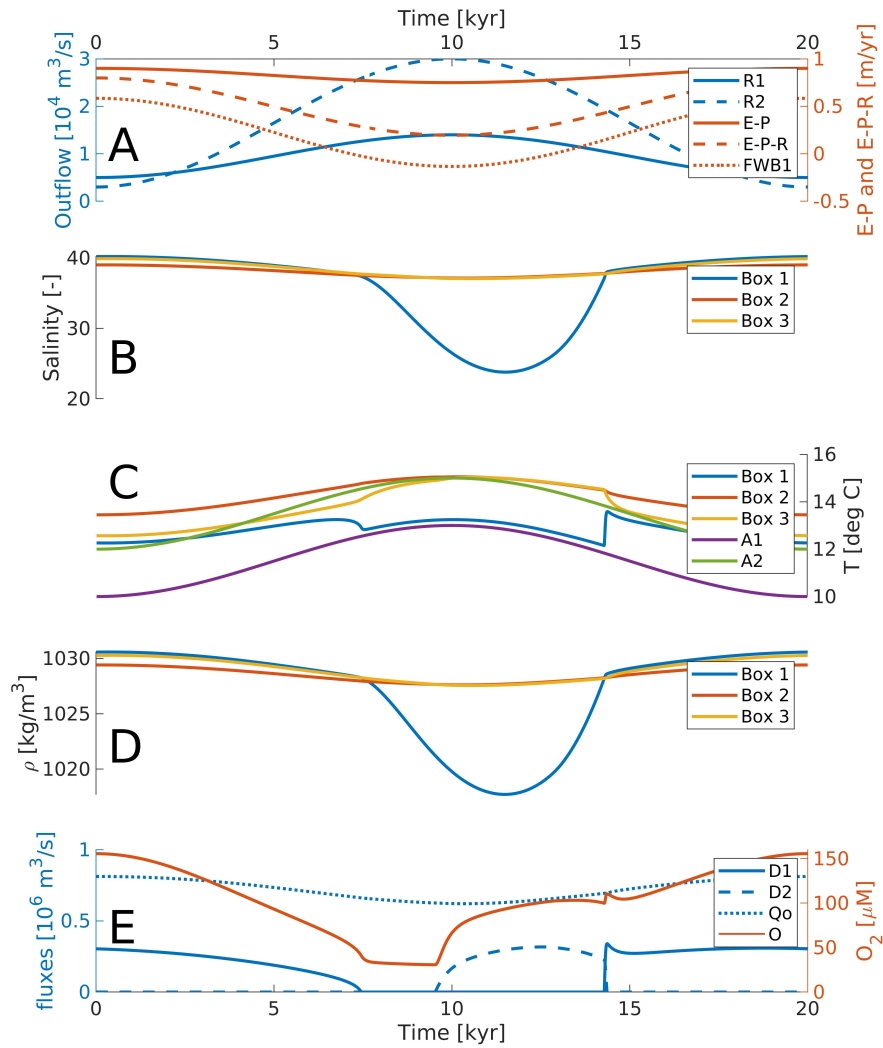 Time [kyr]
0 5 10 15 20
Outflow [10⁴ m³/s]
3
2
1
0
A
R1
R2
E-P
E-P-R
FWB1
1
0.5
0
-0.5
E-P and E-P-R [m/yr]
Salinity [-]
40
30
20
B
Box 1
Box 2
Box 3
C
Box 1
Box 2
Box 3
A1
A2
16
14
12
10
T [deg C]
ρ [kg/m³]
1030
1025
1020
D
Box 1
Box 2
Box 3
fluxes [10⁶ m³/s]
1
0.5
0
E
D1
D2
Qo
O
150
100
50
0
O₂ [μM]
0 5 10 15 20
Time [kyr]